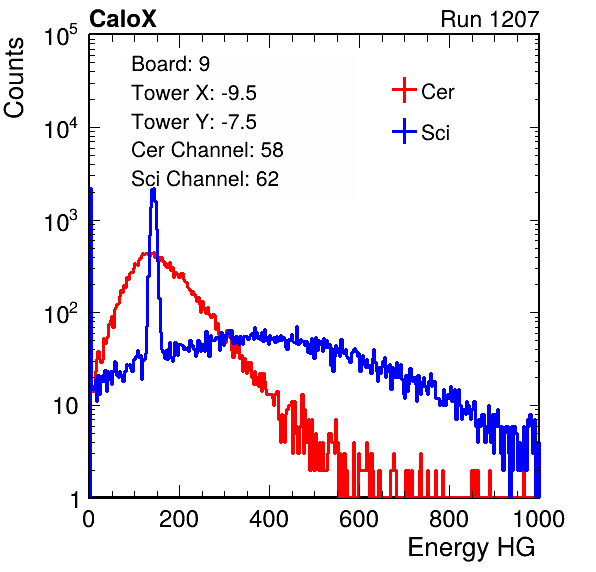 CaloX Run 1207
Counts
Board: 9
Tower X: -9.5
Tower Y: -7.5
Cer Channel: 58
Sci Channel: 62
Cer
Sci
10^5
10^4
10^3
10^2
10
1
0 200 400 600 800 1000
Energy HG